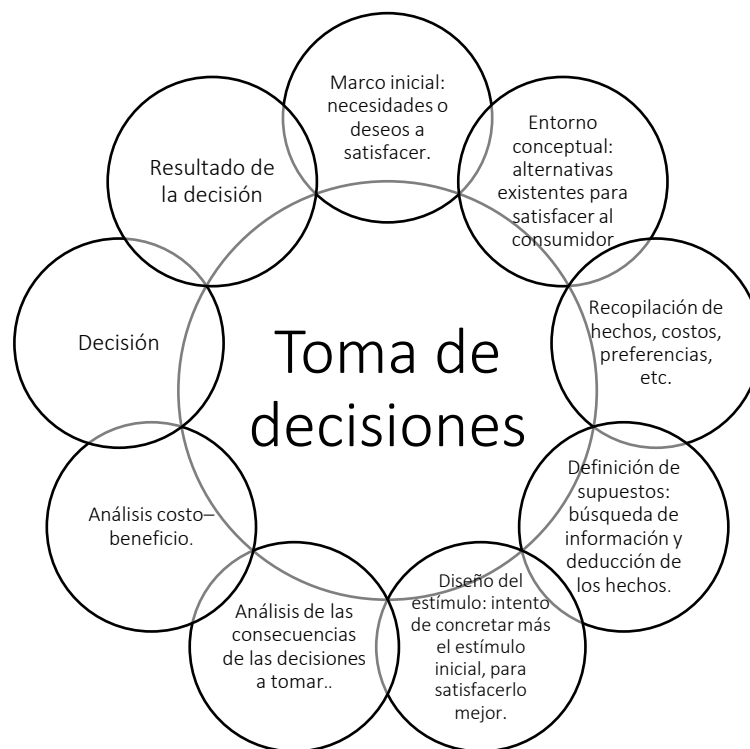 Toma de
decisiones
Marco inicial:
necesidades o
deseos a
satisfacer.
Entorno
conceptual:
alternativas
existentes para
satisfacer al
consumidor
Recopilación de
hechos, costos,
preferencias,
etc.
Definición de
supuestos:
búsqueda de
información y
deducción de
los hechos.
Diseño del
estímulo: intento
de concretar más
el estímulo
inicial, para
satisfacerlo
mejor.
Análisis de las
consecuencias
de las decisiones
a tomar..
Análisis costo–
beneficio.
Decisión
Resultado de
la decisión